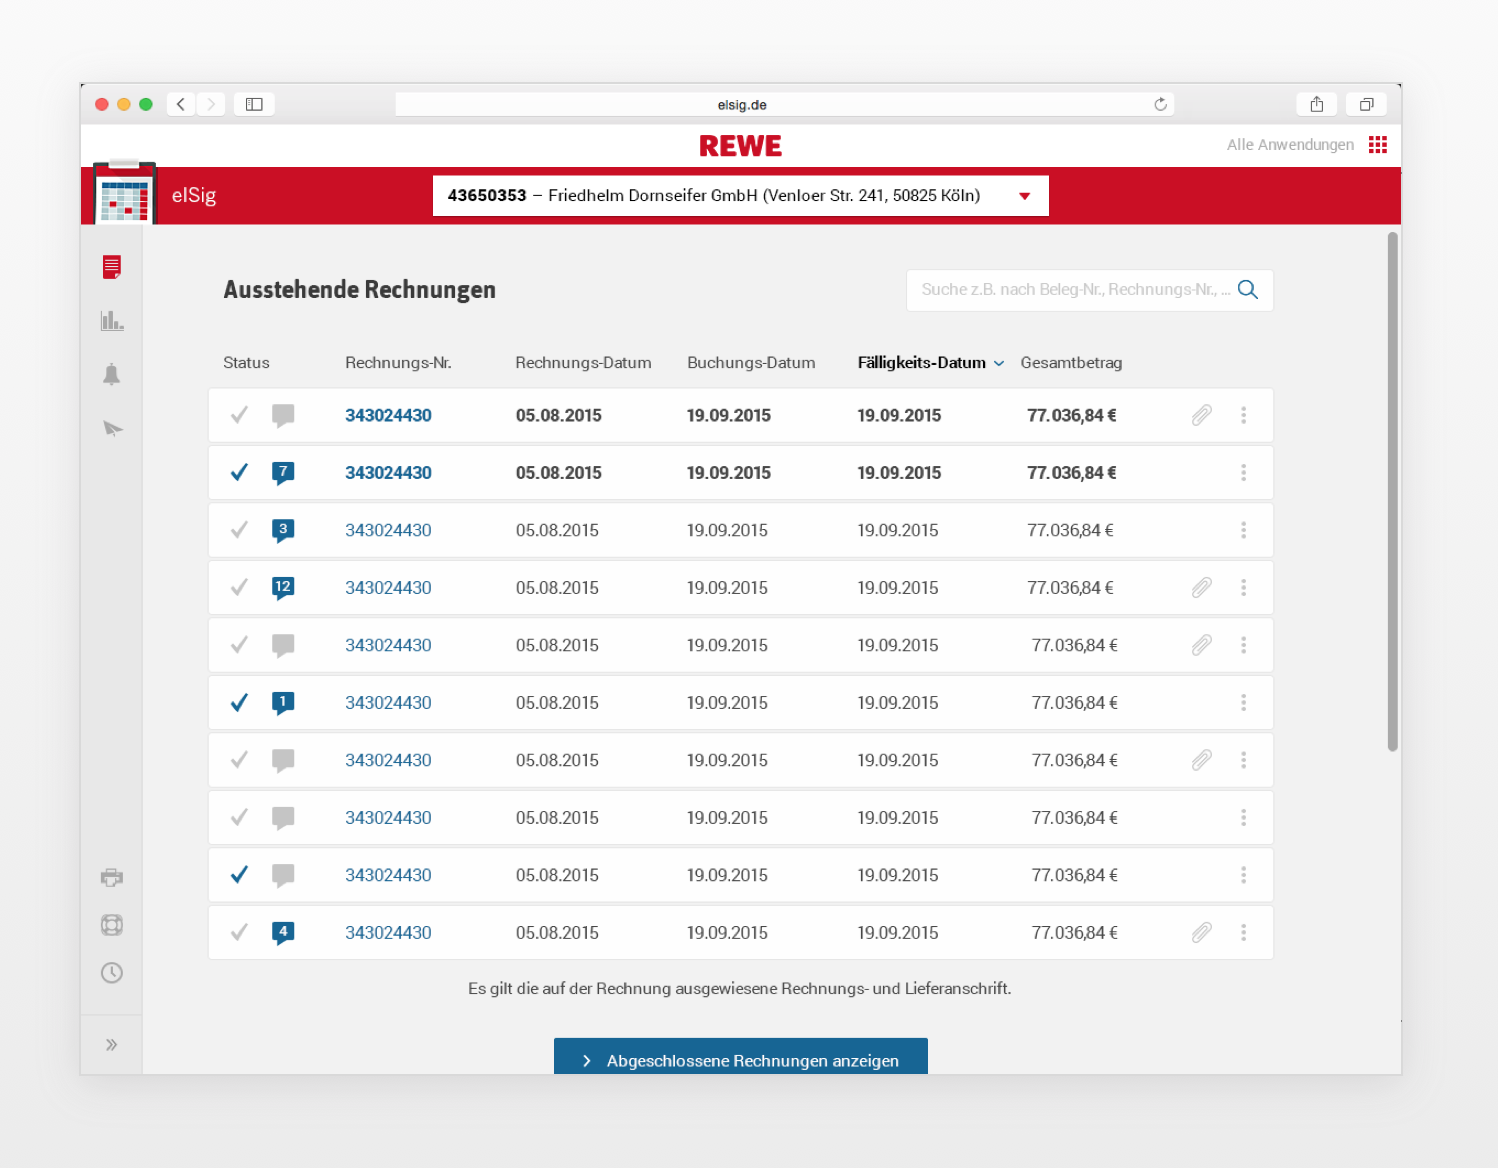 elsig.de
REWE
Alle Anwendungen
elSig
43650353 – Friedhelm Dornseifer GmbH (Venloer Str. 241, 50825 Köln)
Ausstehende Rechnungen
Suche z.B. nach Beleg-Nr., Rechnungs-Nr., ...
Status Rechnungs-Nr. Rechnungs-Datum Buchungs-Datum Fälligkeits-Datum Gesamtbetrag
343024430 05.08.2015 19.09.2015 19.09.2015 77.036,84 €
7 343024430 05.08.2015 19.09.2015 19.09.2015 77.036,84 €
3 343024430 05.08.2015 19.09.2015 19.09.2015 77.036,84 €
12 343024430 05.08.2015 19.09.2015 19.09.2015 77.036,84 €
343024430 05.08.2015 19.09.2015 19.09.2015 77.036,84 €
1 343024430 05.08.2015 19.09.2015 19.09.2015 77.036,84 €
343024430 05.08.2015 19.09.2015 19.09.2015 77.036,84 €
343024430 05.08.2015 19.09.2015 19.09.2015 77.036,84 €
343024430 05.08.2015 19.09.2015 19.09.2015 77.036,84 €
4 343024430 05.08.2015 19.09.2015 19.09.2015 77.036,84 €
Es gilt die auf der Rechnung ausgewiesene Rechnungs- und Lieferanschrift.
Abgeschlossene Rechnungen anzeigen